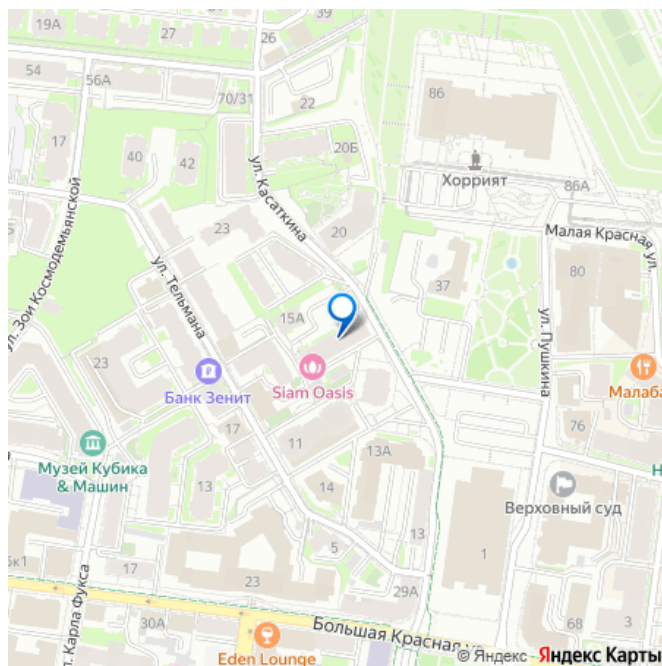 39
26
54
56А
70/31
22
86
17
40
42
20Б
Хоррият
86А
ул. Касаткина
23
20
Малая Красная ул.
ул. Зои Космодемьянской
ул. Тельмана
37
80
ул. Пушкина
15А
23
Банк Зенит
Siam Oasis
Малаба
17
11
76
Музей Кубика
& Машин
13А
Н
13
14
Верховный суд
13
5
1
6к1
17
23
29А
ул. Карла Фукса
30А
Большая Красная ул.
68
3
Eden Lounge
© Яндекс Яндекс Карты